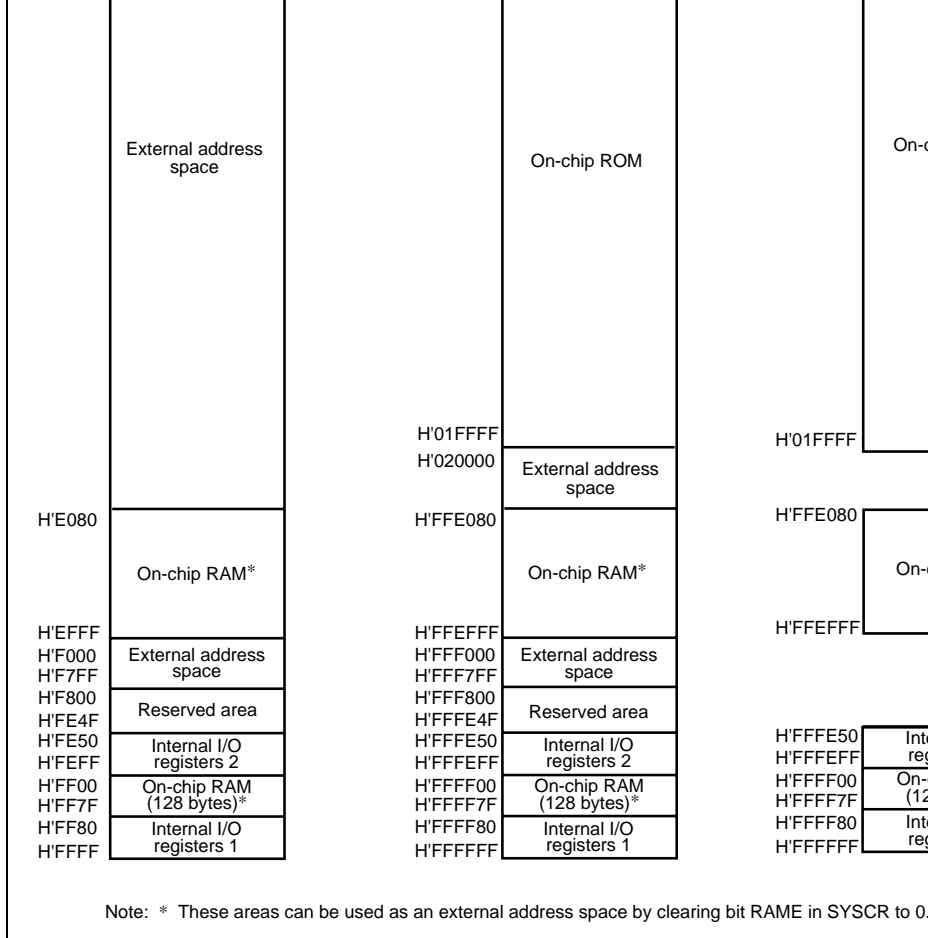 External address
space
H'E080
On-chip RAM*
H'EFFF
H'F000
External address
space
H'F7FF
H'F800
Reserved area
H'FE4F
H'FE50
Internal I/O
registers 2
H'FEFF
H'FF00
On-chip RAM
(128 bytes)*
H'FF7F
H'FF80
Internal I/O
registers 1
H'FFFF
On-chip ROM
H'01FFFF
H'020000
External address
space
H'FFE080
On-chip RAM*
H'FFEFFF
H'FFF000
External address
space
H'FFF7FF
H'FFF800
Reserved area
H'FFFE4F
H'FFFE50
Internal I/O
registers 2
H'FFFEFF
H'FFFF00
On-chip RAM
(128 bytes)*
H'FFFF7F
H'FFFF80
Internal I/O
registers 1
H'FFFFFF
H'01FFFF
H'FFE080
H'FFEFFF
H'FFFE50
H'FFFEFF
H'FFFF00
H'FFFF7F
H'FFFF80
H'FFFFFF
Note: * These areas can be used as an external address space by clearing bit RAME in SYSCR to 0.